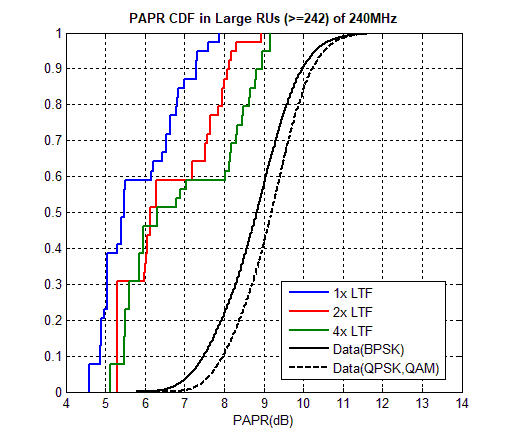 PAPR CDF in Large RUs (>=242) of 240MHz
1
0.9
0.8
0.7
0.6
0.5
0.4
0.3
0.2
0.1
0
1x LTF
2x LTF
4x LTF
Data(BPSK)
Data(QPSK,QAM)
4 5 6 7 8 9 10 11 12 13 14
PAPR(dB)